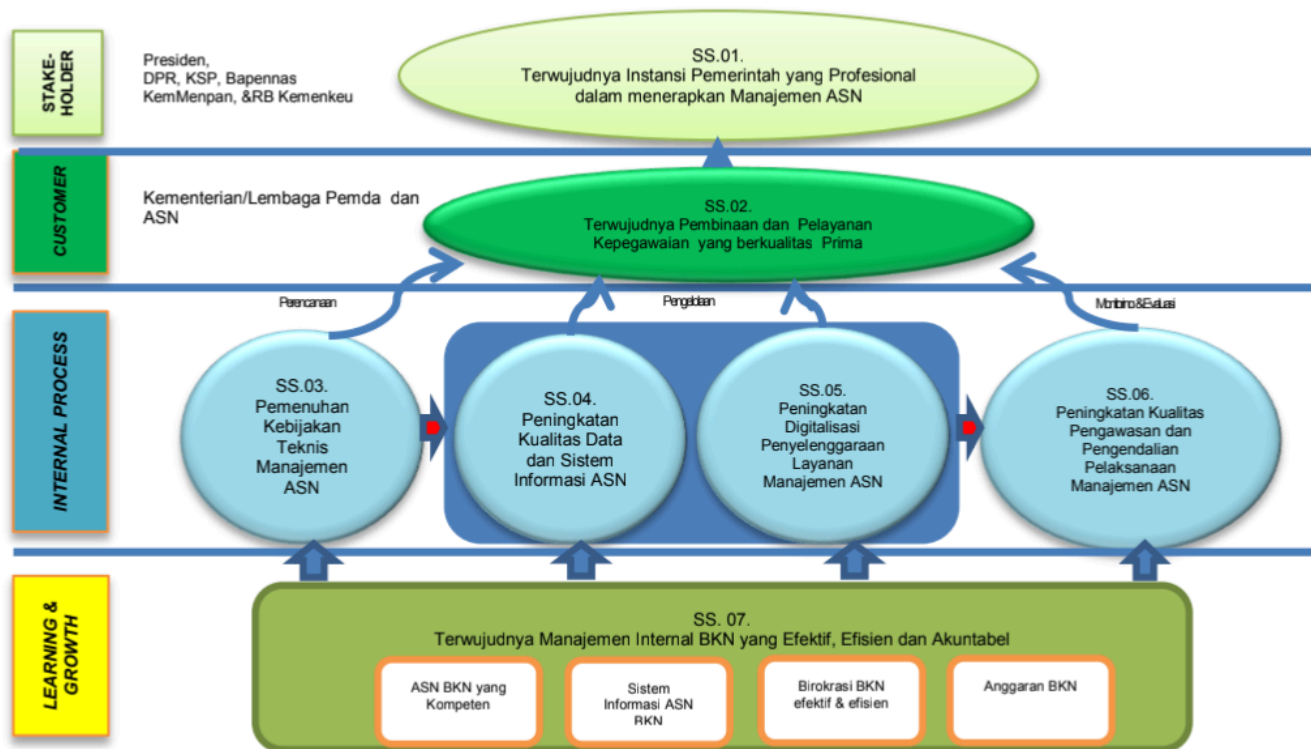 STAKE-
HOLDER
Presiden,
DPR, KSP, Bapennas
KemMenpan, &RB Kemenkeu
SS.01.
Terwujudnya Instansi Pemerintah yang Profesional
dalam menerapkan Manajemen ASN
CUSTOMER
Kementerian/Lembaga Pemda dan
ASN
SS.02.
Terwujudnya Pembinaan dan Pelayanan
Kepegawaian yang berkualitas Prima
INTERNAL PROCESS
Perencanaan
Pengelolaan
Monitoring & Evaluasi
SS.03.
Pemenuhan
Kebijakan
Teknis
Manajemen
ASN
SS.04.
Peningkatan
Kualitas Data
dan Sistem
Informasi ASN
SS.05.
Peningkatan
Digitalisasi
Penyelenggaraan
Layanan
Manajemen ASN
SS.06.
Peningkatan Kualitas
Pengawasan dan
Pengendalian
Pelaksanaan
Manajemen ASN
LEARNING &
GROWTH
SS. 07.
Terwujudnya Manajemen Internal BKN yang Efektif, Efisien dan Akuntabel
ASN BKN yang
Kompeten
Sistem
Informasi ASN
BKN
Birokrasi BKN
efektif & efisien
Anggaran BKN